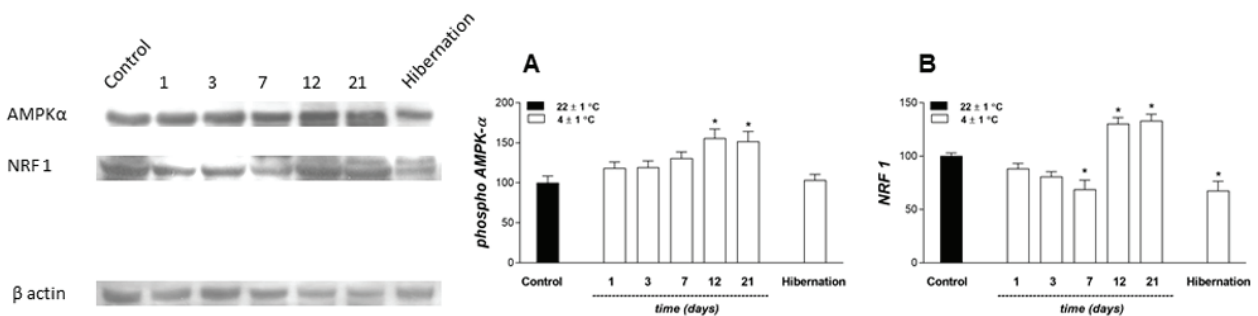 Control 1 3 7 12 21 Hibernation
AMPKα
NRF 1
β actin
A
22 ± 1 °C
4 ± 1 °C
phospho AMPK-α
200
150
100
50
0
Control 1 3 7 12 21 Hibernation
time (days)
B
22 ± 1 °C
4 ± 1 °C
NRF 1
150
100
50
0
Control 1 3 7 12 21 Hibernation
time (days)
* *
* * * *